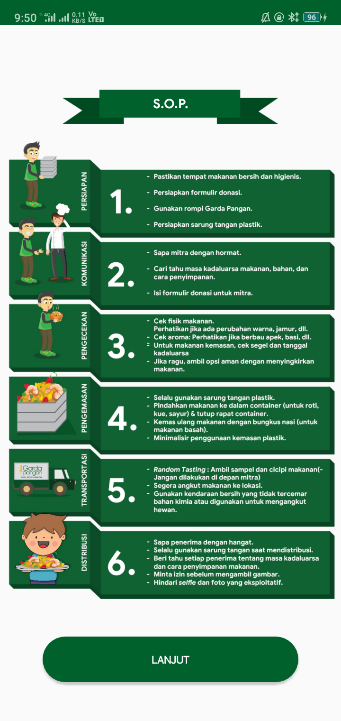 9:50
4G
0.11 KB/S
Vo LTE
96
S.O.P.
PERSIAPAN
1.
- Pastikan tempat makanan bersih dan higienis.
- Persiapkan formulir donasi.
- Gunakan rompi Garda Pangan.
- Persiapkan sarung tangan plastik.
KOMUNIKASI
2.
- Sapa mitra dengan hormat.
- Cari tahu masa kadaluarsa makanan, bahan, dan
cara penyimpanan.
- Isi formulir donasi untuk mitra.
PENGECEKAN
3.
- Cek fisik makanan.
Perhatikan jika ada perubahan warna, jamur, dll.
- Cek aroma: Perhatikan jika berbau apek, basi, dll.
- Untuk makanan kemasan, cek segel dan tanggal
kadaluarsa
- Jika ragu, ambil opsi aman dengan menyingkirkan
makanan.
PENGEMASAN
4.
- Selalu gunakan sarung tangan plastik.
- Pindahkan makanan ke dalam container (untuk roti,
kue, sayur) & tutup rapat container.
- Kemas ulang makanan dengan bungkus nasi (untuk
makanan basah).
- Minimalisir penggunaan kemasan plastik.
Garda
pangan
TRANSPORTASI
5.
- Random Tasting : Ambil sampel dan cicipi makanan(-
Jangan dilakukan di depan mitra)
- Segera angkut makanan ke lokasi.
- Gunakan kendaraan bersih yang tidak tercemar
bahan kimia atau digunakan untuk mengangkut
hewan.
DISTRIBUSI
6.
- Sapa penerima dengan hangat.
- Selalu gunakan sarung tangan saat mendistribusi.
- Beri tahu setiap penerima tentang masa kadaluarsa
dan cara penyimpanan makanan.
- Minta izin sebelum mengambil gambar.
- Hindari selfie dan foto yang eksploitatif.
LANJUT